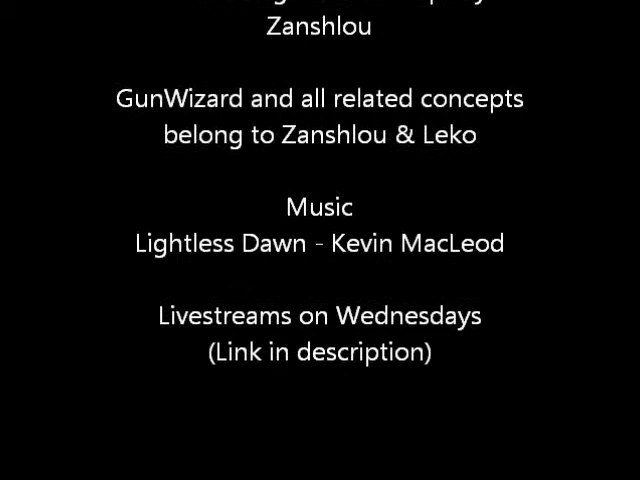 Zanshlou
GunWizard and all related concepts
belong to Zanshlou & Leko
Music
Lightless Dawn - Kevin MacLeod
Livestreams on Wednesdays
(Link in description)